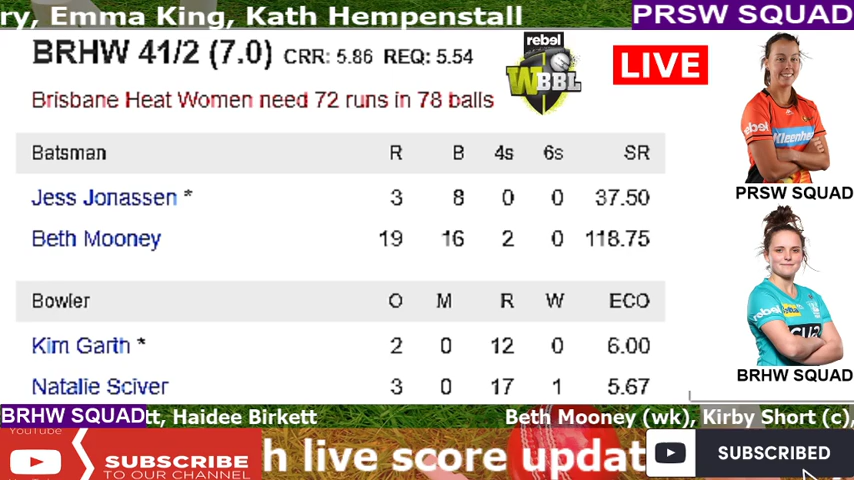 ry, Emma King, Kath Hempenstall
PRSW SQUAD
BRHW 41/2 (7.0) CRR: 5.86 REQ: 5.54
rebel
WBBL
LIVE
Brisbane Heat Women need 72 runs in 78 balls
Batsman R B 4s 6s SR
Jess Jonassen * 3 8 0 0 37.50
Beth Mooney 19 16 2 0 118.75
Bowler O M R W ECO
Kim Garth * 2 0 12 0 6.00
Natalie Sciver 3 0 17 1 5.67
rebel
Kleenhe
PRSW SQUAD
rebel
BRHW SQUAD
BRHW SQUAD tt, Haidee Birkett
Beth Mooney (wk), Kirby Short (c),
YouTube
SUBSCRIBE
TO OUR CHANNEL
h live score updat
SUBSCRIBED